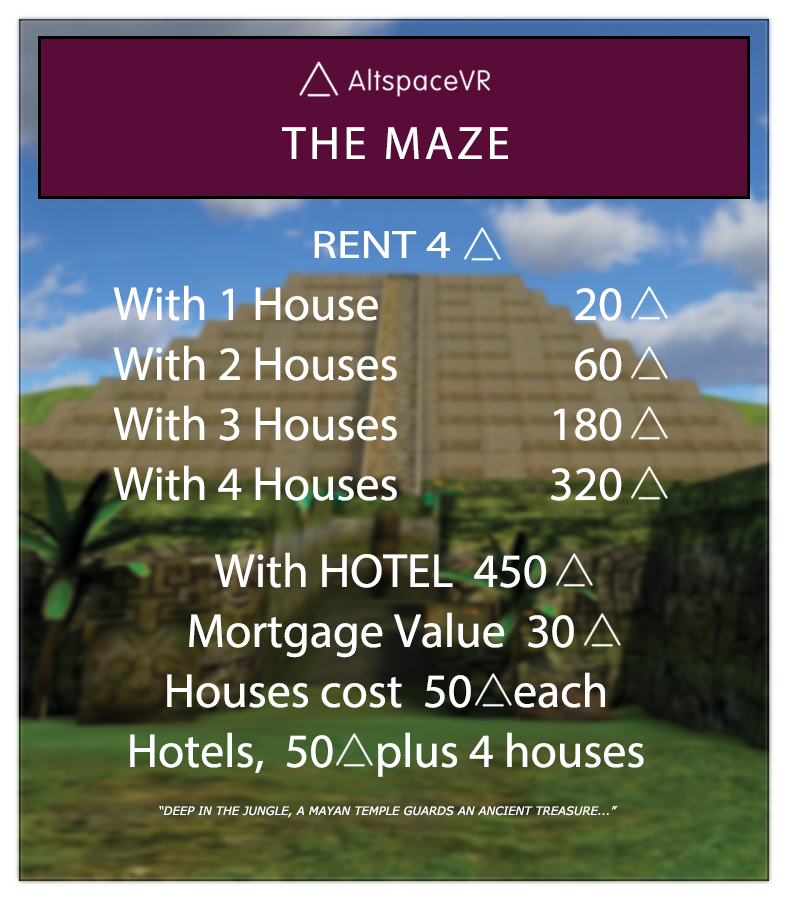 △ AltspaceVR
THE MAZE
RENT 4 △
With 1 House 20 △
With 2 Houses 60 △
With 3 Houses 180 △
With 4 Houses 320 △
With HOTEL 450 △
Mortgage Value 30 △
Houses cost 50△each
Hotels, 50△plus 4 houses
“DEEP IN THE JUNGLE, A MAYAN TEMPLE GUARDS AN ANCIENT TREASURE...”